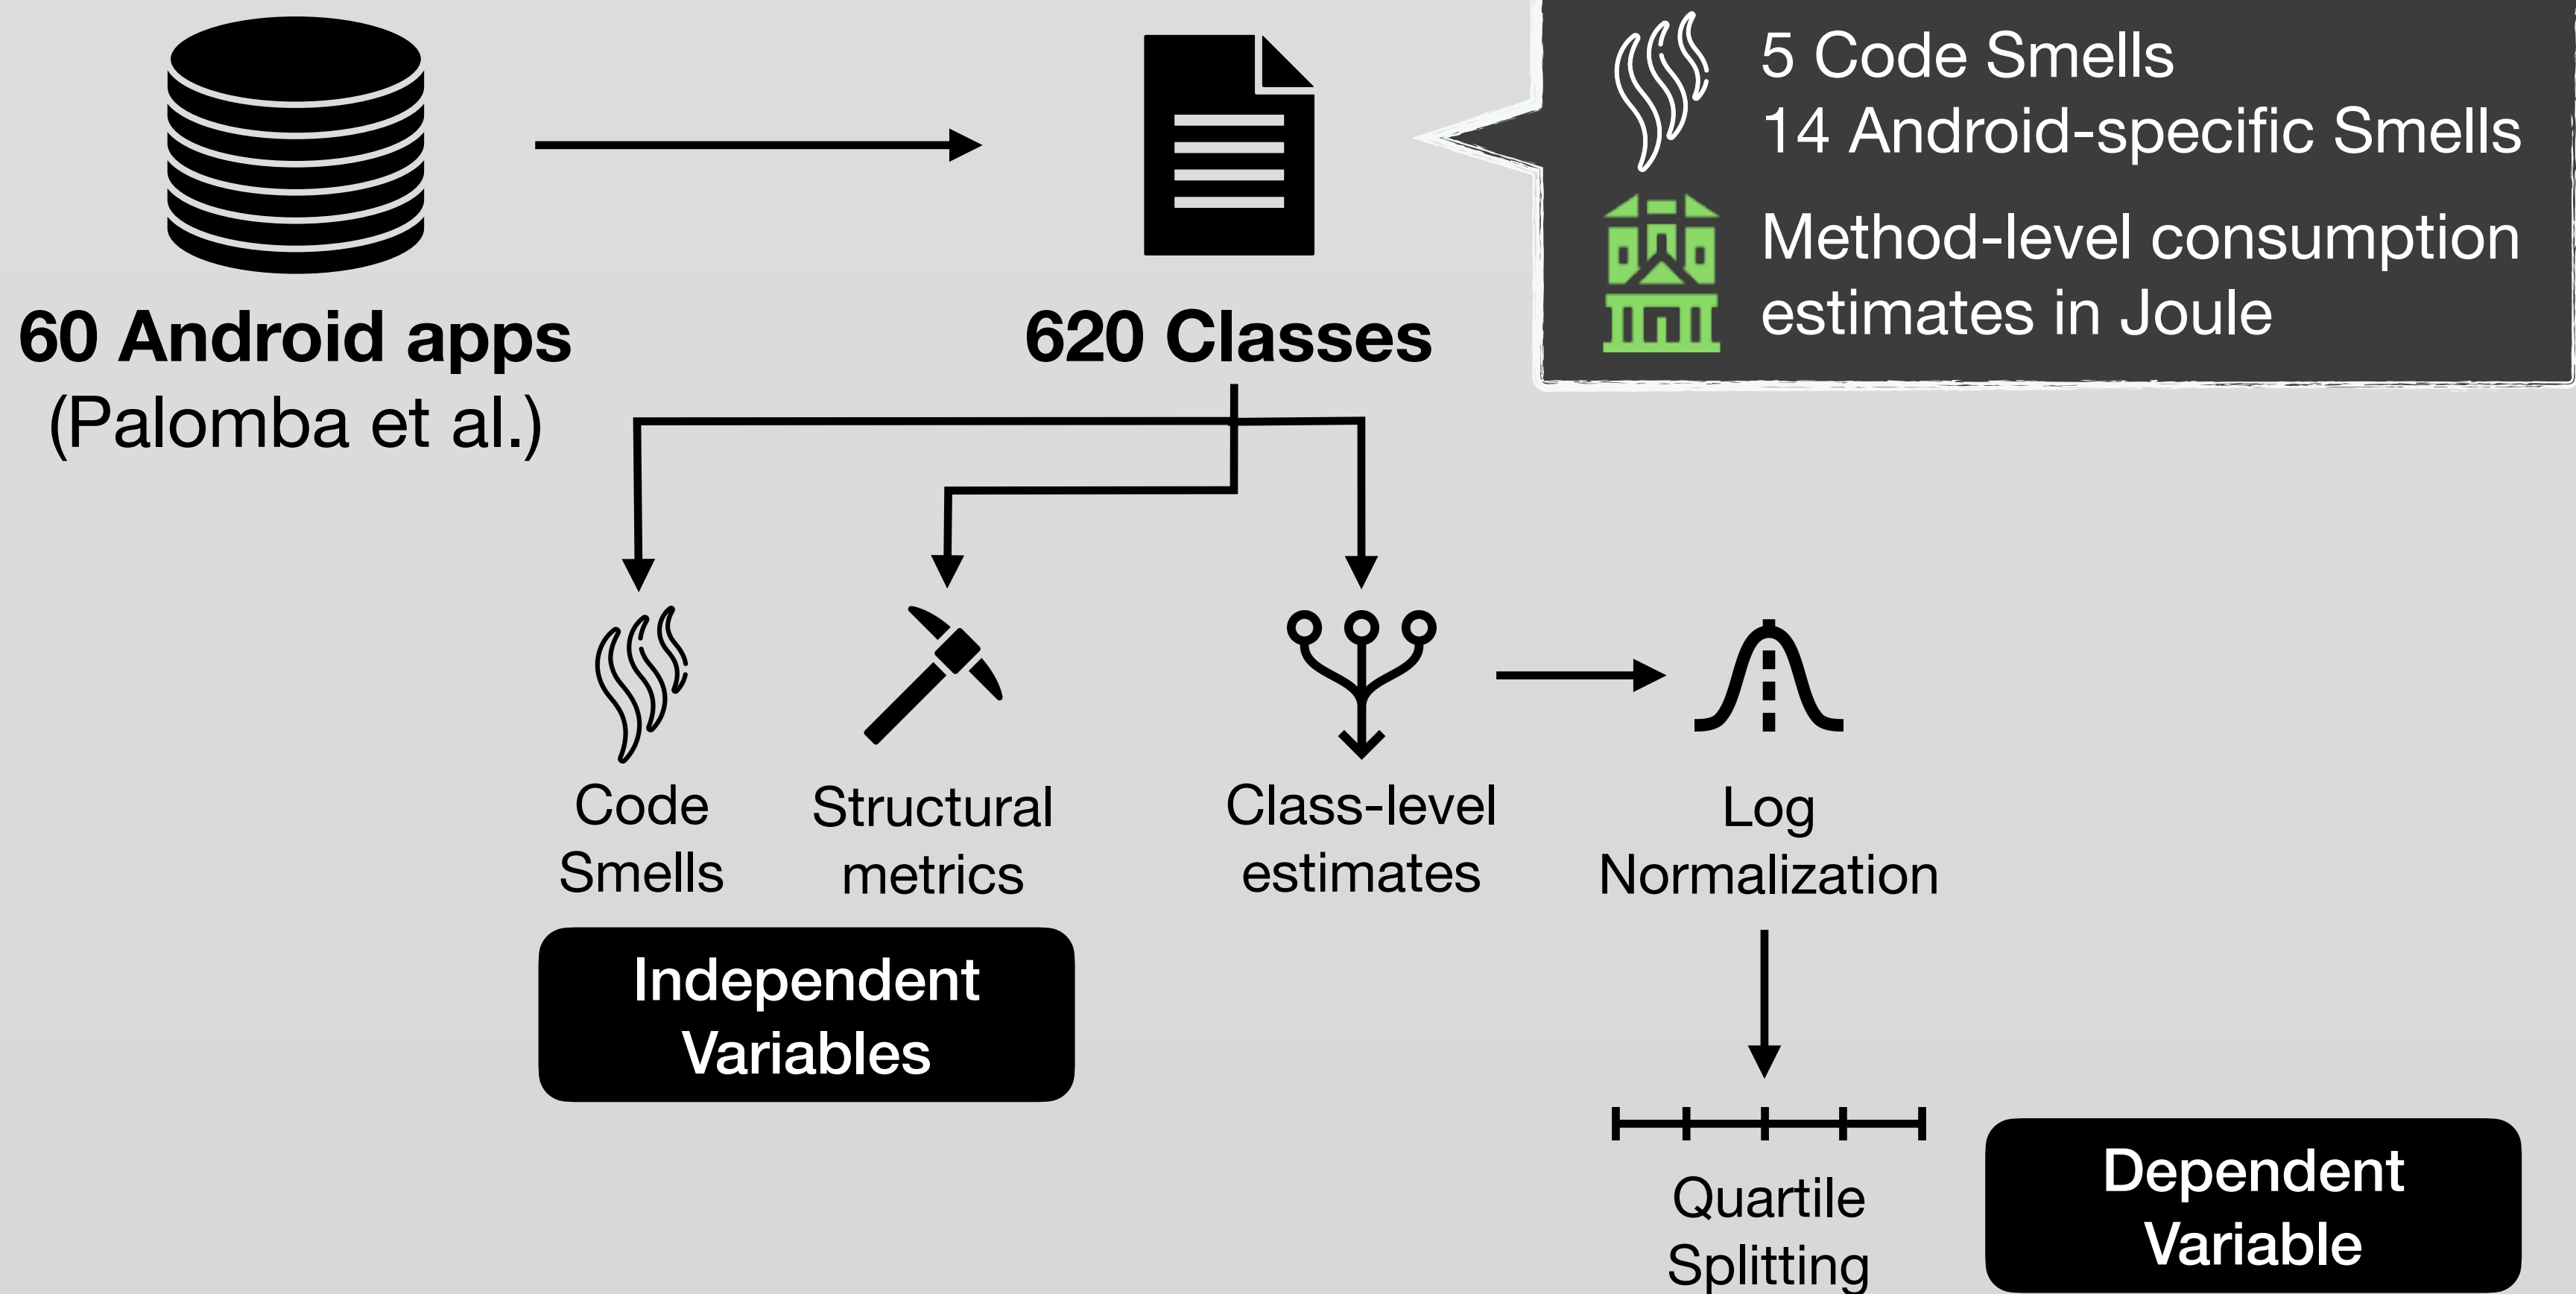 5 Code Smells
14 Android-specific Smells
Method-level consumption
estimates in Joule
60 Android apps
(Palomba et al.)
620 Classes
Code
Smells
Structural
metrics
Class-level
estimates
Log
Normalization
Independent
Variables
Quartile
Splitting
Dependent
Variable